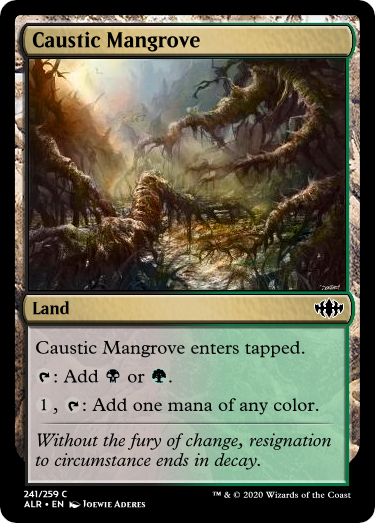 Caustic Mangrove
Land
Caustic Mangrove enters tapped.
: Add or .
1 , : Add one mana of any color.
Without the fury of change, resignation
to circumstance ends in decay.
241/259 C
ALR • EN Joewie Aderes
™ & © 2020 Wizards of the Coast